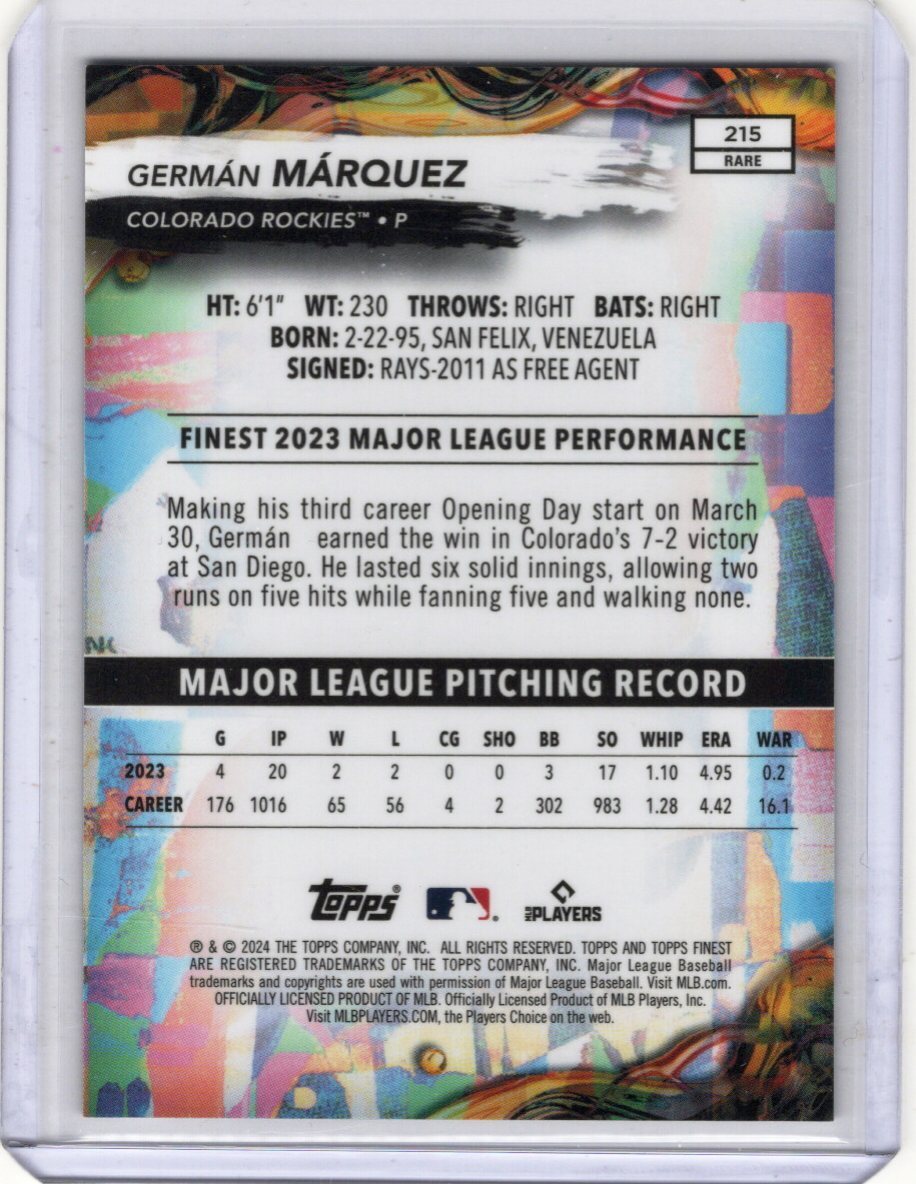 215
RARE
GERMÁN MÁRQUEZ
COLORADO ROCKIES™ • P
HT: 6'1" WT: 230 THROWS: RIGHT BATS: RIGHT
BORN: 2-22-95, SAN FELIX, VENEZUELA
SIGNED: RAYS-2011 AS FREE AGENT
FINEST 2023 MAJOR LEAGUE PERFORMANCE
Making his third career Opening Day start on March
30, Germán earned the win in Colorado's 7-2 victory
at San Diego. He lasted six solid innings, allowing two
runs on five hits while fanning five and walking none.
MAJOR LEAGUE PITCHING RECORD
G IP W L CG SHO BB SO WHIP ERA WAR
2023 4 20 2 2 0 0 3 17 1.10 4.95 0.2
CAREER 176 1016 65 56 4 2 302 983 1.28 4.42 16.1
Topps® ® MLB PLAYERS
® & © 2024 THE TOPPS COMPANY, INC. ALL RIGHTS RESERVED. TOPPS AND TOPPS FINEST
ARE REGISTERED TRADEMARKS OF THE TOPPS COMPANY, INC. Major League Baseball
trademarks and copyrights are used with permission of Major League Baseball. Visit MLB.com.
OFFICIALLY LICENSED PRODUCT OF MLB. Officially Licensed Product of MLB Players, Inc.
Visit MLBPLAYERS.COM, the Players Choice on the web.